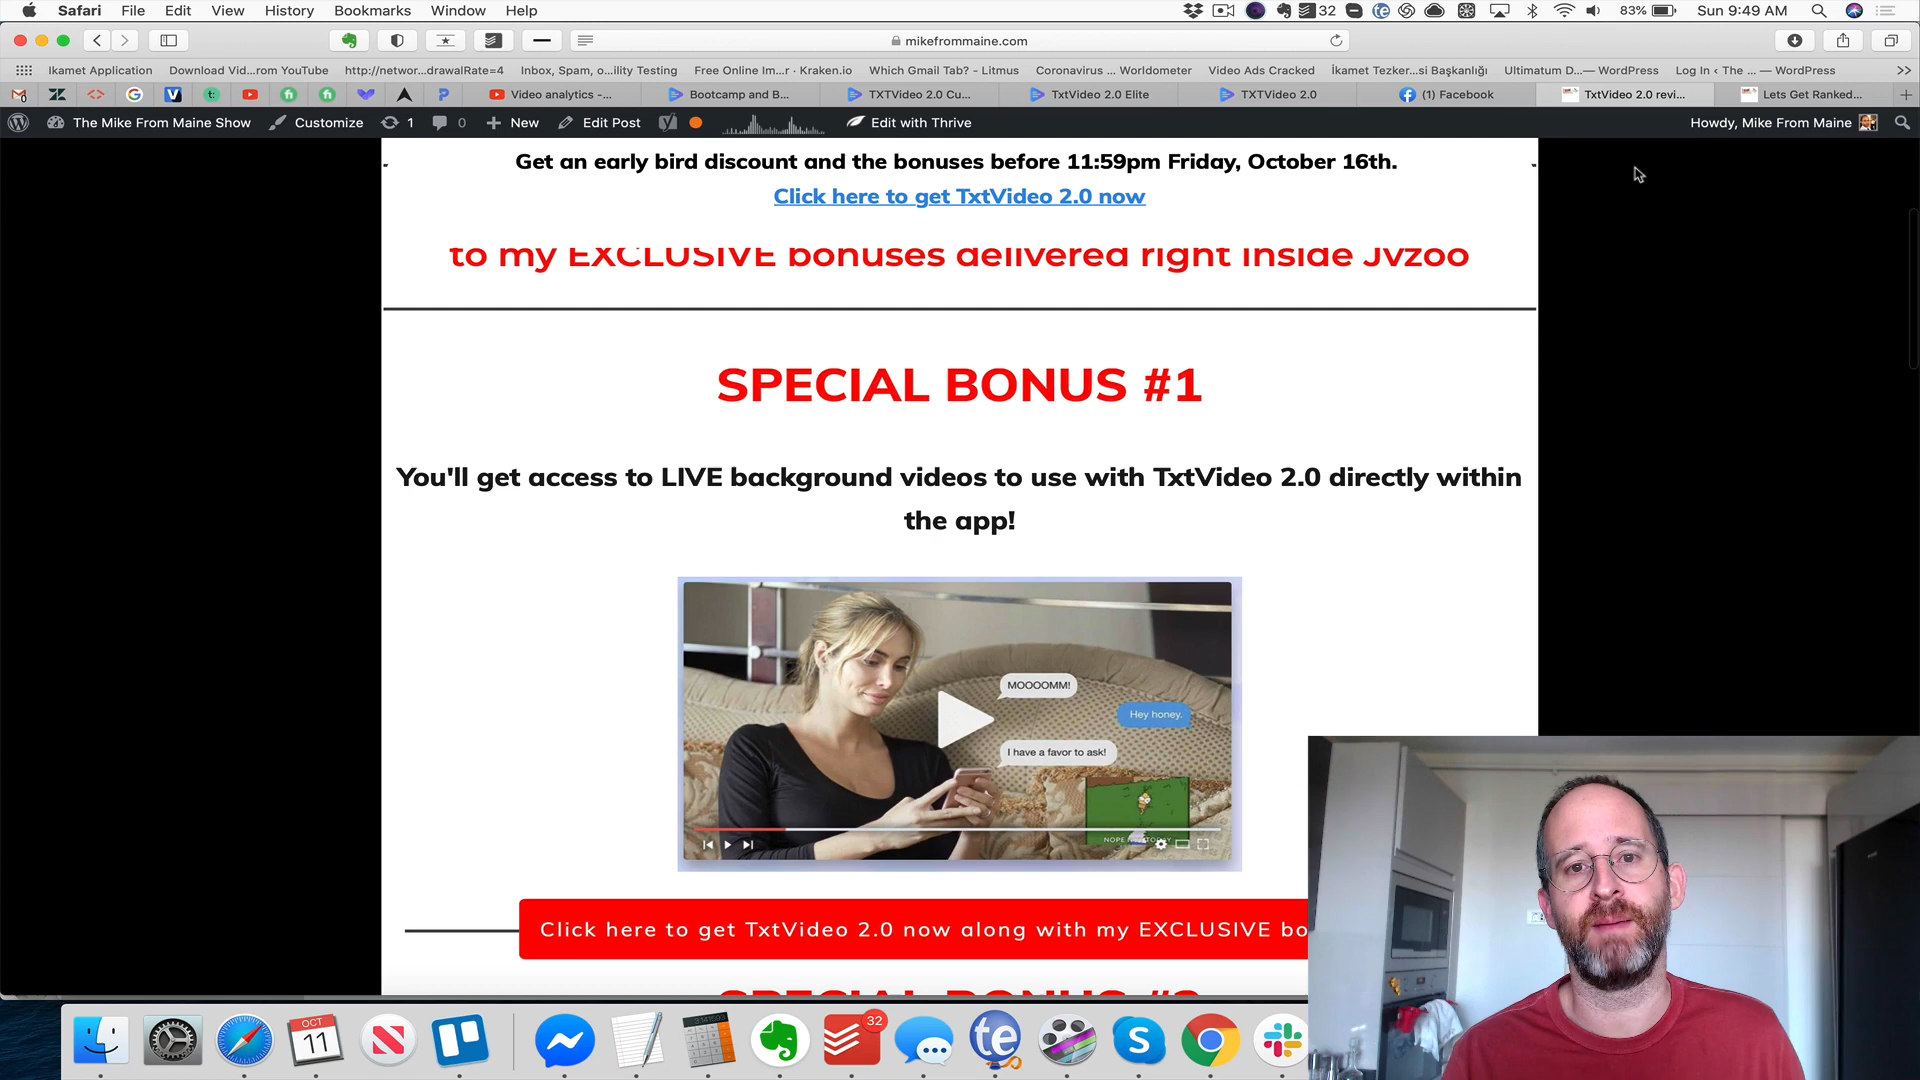 Safari File Edit View History Bookmarks Window Help 32 83% Sun 9:49 AM
mikefrommaine.com
Ikamet Application Download Vid...rom YouTube http://networ...drawalRate=4 Inbox, Spam, o...ility Testing Free Online Im...r · Kraken.io Which Gmail Tab? - Litmus Coronavirus ... Worldometer Video Ads Cracked İkamet Tezker...si Başkanlığı Ultimatum D...— WordPress Log In ‹ The ... — WordPress
Video analytics -... Bootcamp and B... TXTVideo 2.0 Cu... TxtVideo 2.0 Elite TXTVideo 2.0 (1) Facebook TxtVideo 2.0 revi... Lets Get Ranked...
The Mike From Maine Show Customize 1 0 New Edit Post Edit with Thrive Howdy, Mike From Maine
Get an early bird discount and the bonuses before 11:59pm Friday, October 16th.
Click here to get TxtVideo 2.0 now
to my EXCLUSIVE bonuses delivered right inside Jvzoo
SPECIAL BONUS #1
You'll get access to LIVE background videos to use with TxtVideo 2.0 directly within
the app!
MOOOOMM!
Hey honey.
I have a favor to ask!
Click here to get TxtVideo 2.0 now along with my EXCLUSIVE bo
SPECIAL BONUS #2
OCT
11
32
te